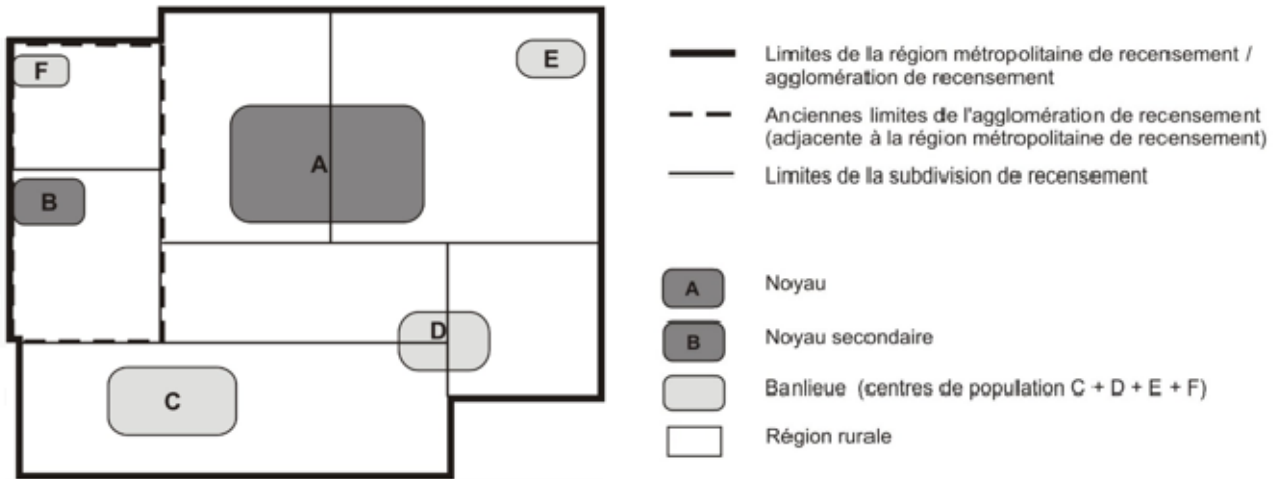 F
E
A
B
D
C
Limites de la région métropolitaine de recensement /
agglomération de recensement
Anciennes limites de l'agglomération de recensement
(adjacente à la région métropolitaine de recensement)
Limites de la subdivision de recensement
A Noyau
B Noyau secondaire
Banlieue (centres de population C + D + E + F)
Région rurale